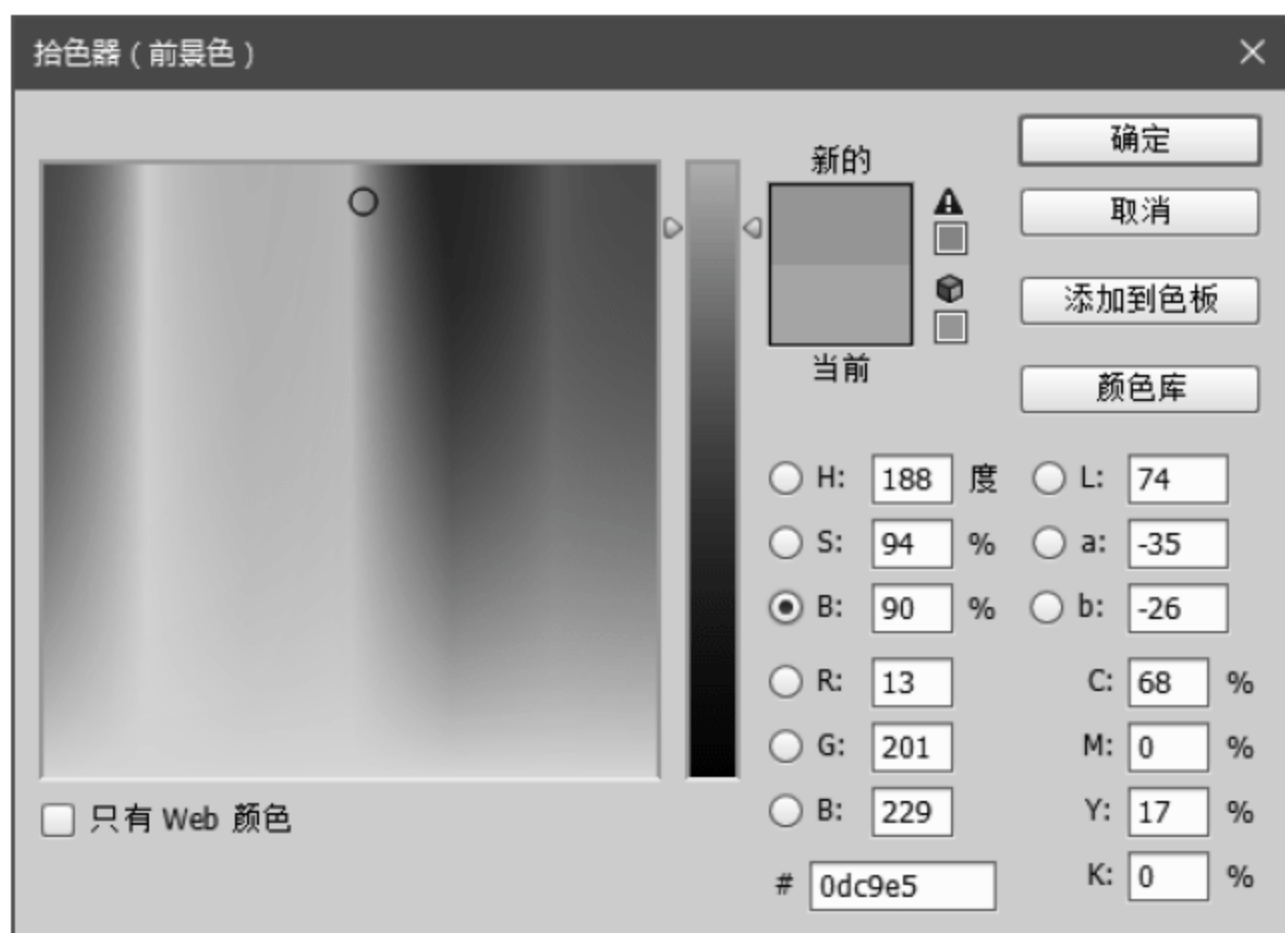 拾色器（前景色）
新的
当前
确定
取消
添加到色板
颜色库
H: 188 度
S: 94 %
B: 90 %
R: 13
G: 201
B: 229
# 0dc9e5
L: 74
a: -35
b: -26
C: 68 %
M: 0 %
Y: 17 %
K: 0 %
只有 Web 颜色